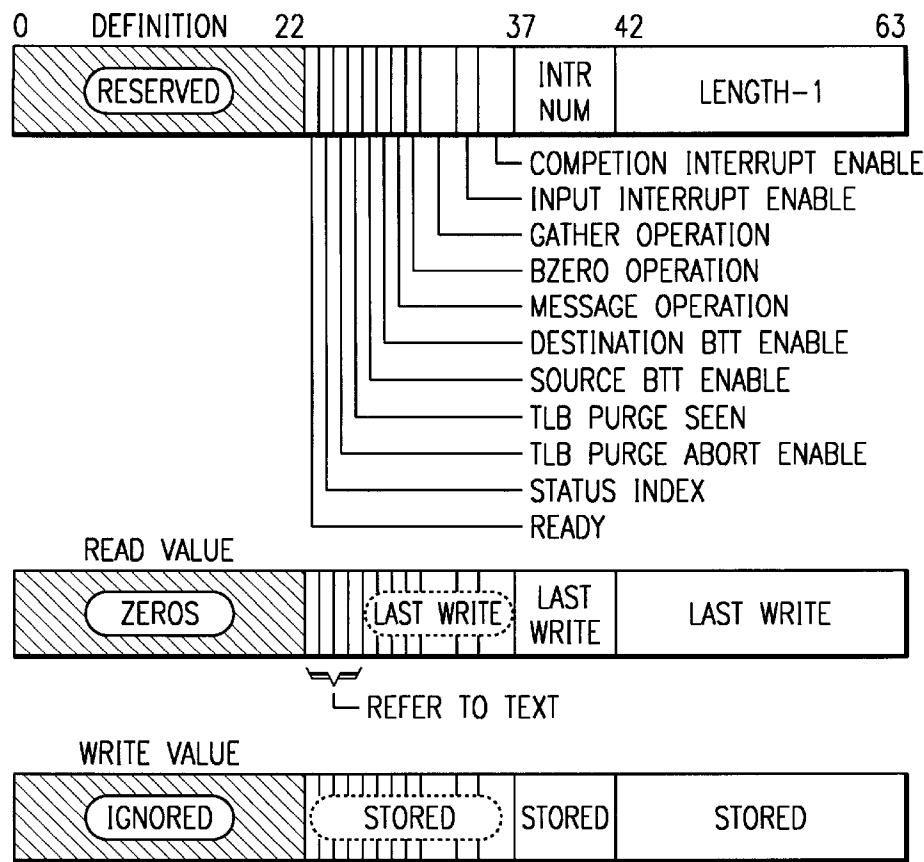 0 DEFINITION 22 37 42 63
RESERVED INTR NUM LENGTH-1
COMPETION INTERRUPT ENABLE
INPUT INTERRUPT ENABLE
GATHER OPERATION
BZERO OPERATION
MESSAGE OPERATION
DESTINATION BTT ENABLE
SOURCE BTT ENABLE
TLB PURGE SEEN
TLB PURGE ABORT ENABLE
STATUS INDEX
READY
READ VALUE
ZEROS LAST WRITE LAST WRITE LAST WRITE
REFER TO TEXT
WRITE VALUE
IGNORED STORED STORED STORED